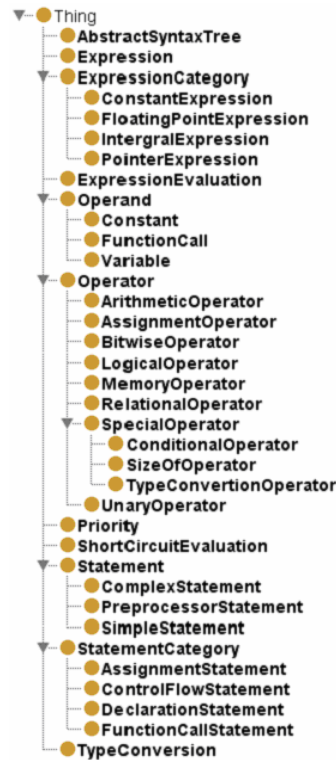 Thing
AbstractSyntaxTree
Expression
ExpressionCategory
ConstantExpression
FloatingPointExpression
IntergralExpression
PointerExpression
ExpressionEvaluation
Operand
Constant
FunctionCall
Variable
Operator
ArithmeticOperator
AssignmentOperator
BitwiseOperator
LogicalOperator
MemoryOperator
RelationalOperator
SpecialOperator
ConditionalOperator
SizeOfOperator
TypeConvertionOperator
UnaryOperator
Priority
ShortCircuitEvaluation
Statement
ComplexStatement
PreprocessorStatement
SimpleStatement
StatementCategory
AssignmentStatement
ControlFlowStatement
DeclarationStatement
FunctionCallStatement
TypeConversion